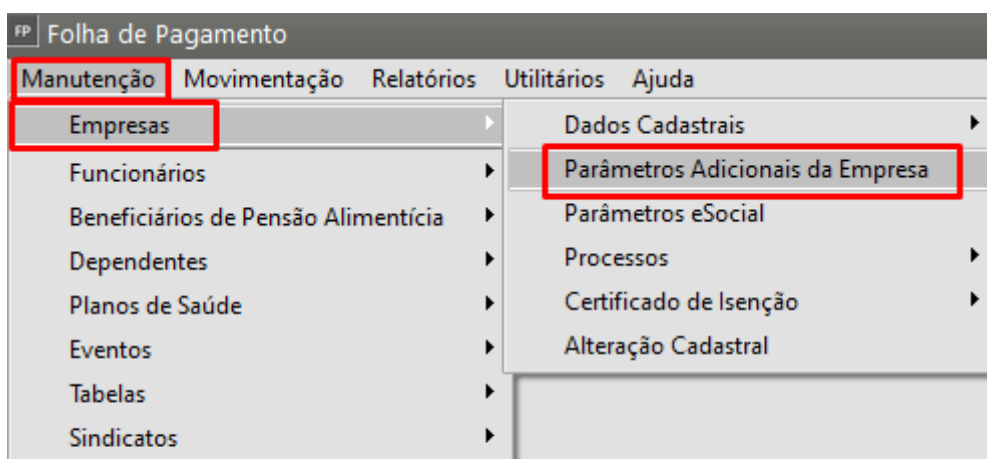 FP Folha de Pagamento
Manutenção Movimentação Relatórios Utilitários Ajuda
Empresas
Funcionários
Beneficiários de Pensão Alimentícia
Dependentes
Planos de Saúde
Eventos
Tabelas
Sindicatos
Dados Cadastrais
Parâmetros Adicionais da Empresa
Parâmetros eSocial
Processos
Certificado de Isenção
Alteração Cadastral